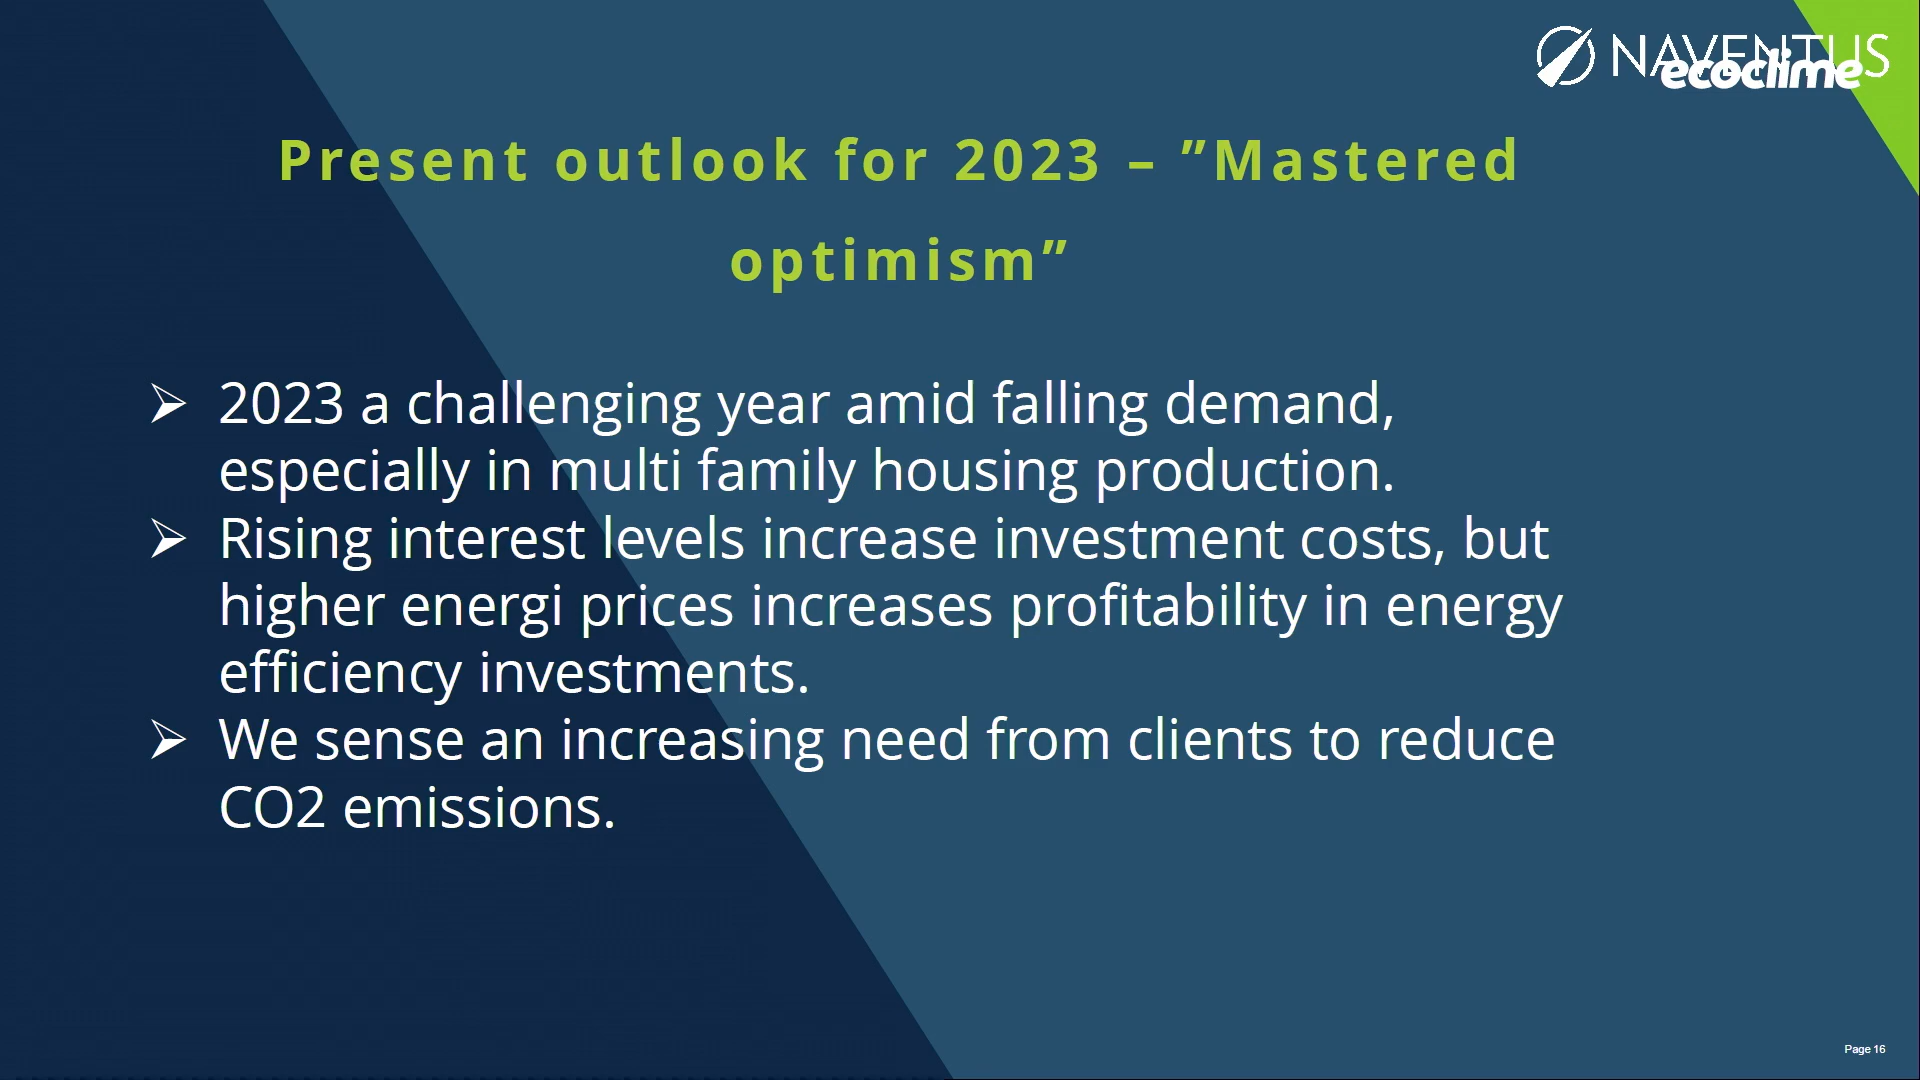 NAVENTUS
ecoclime
Present outlook for 2023 – ”Mastered
optimism”
➢ 2023 a challenging year amid falling demand,
especially in multi family housing production.
➢ Rising interest levels increase investment costs, but
higher energi prices increases profitability in energy
efficiency investments.
➢ We sense an increasing need from clients to reduce
CO2 emissions.
Page 16